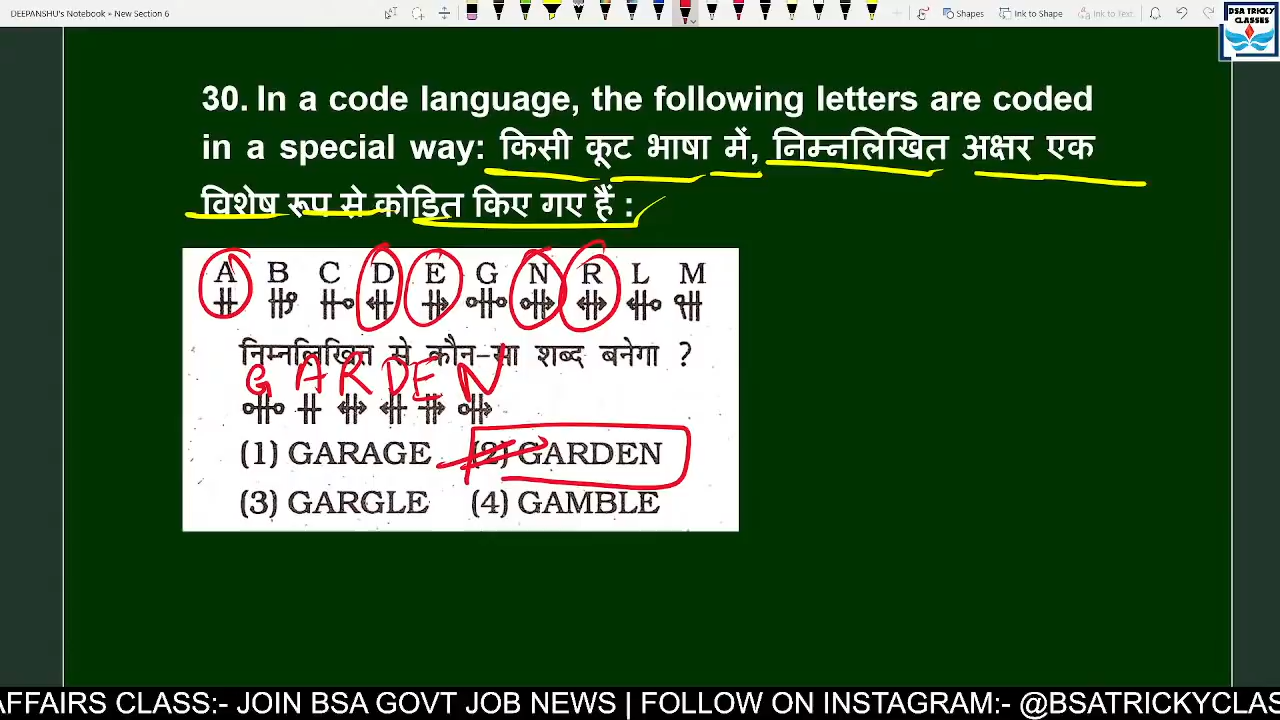 DEEPANSHU's Notebook » New Section 6
Shapes
Ink to Shape
Ink to Text
BSA TRICKY
CLASSES
30. In a code language, the following letters are coded
in a special way: किसी कूट भाषा में, निम्नलिखित अक्षर एक
विशेष रूप से कोडित किए गए हैं :
A B C D E G N R L M
निम्नलिखित से कौन-सा शब्द बनेगा ?
G A R D E N
(1) GARAGE (2) GARDEN
(3) GARGLE (4) GAMBLE
AFFAIRS CLASS:- JOIN BSA GOVT JOB NEWS | FOLLOW ON INSTAGRAM:- @BSATRICKYCLAS